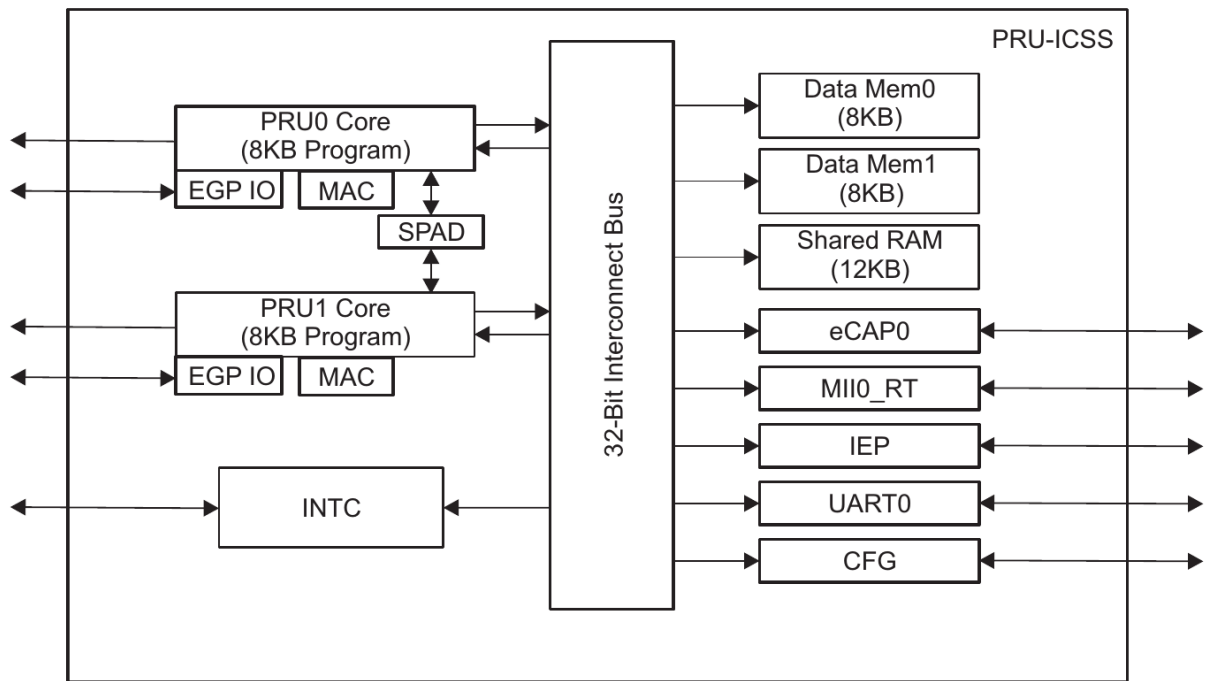 PRU-ICSS
PRU0 Core
(8KB Program)
EGP IO
MAC
SPAD
PRU1 Core
(8KB Program)
EGP IO
MAC
INTC
32-Bit Interconnect Bus
Data Mem0
(8KB)
Data Mem1
(8KB)
Shared RAM
(12KB)
eCAP0
MII0_RT
IEP
UART0
CFG